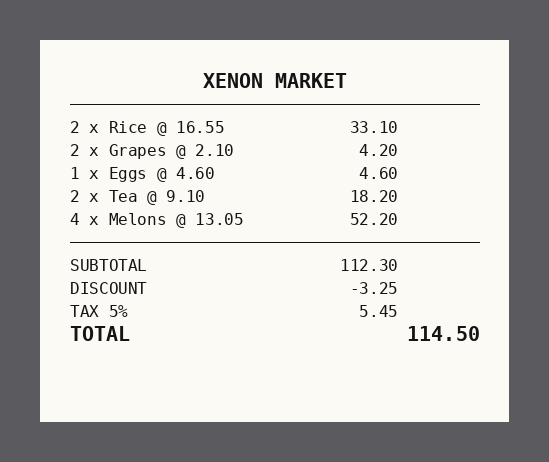 XENON MARKET
2 x Rice @ 16.55 33.10
2 x Grapes @ 2.10 4.20
1 x Eggs @ 4.60 4.60
2 x Tea @ 9.10 18.20
4 x Melons @ 13.05 52.20
SUBTOTAL 112.30
DISCOUNT -3.25
TAX 5% 5.45
TOTAL 114.50